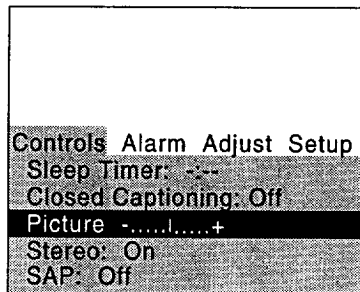 Controls Alarm Adjust Setup
Sleep Timer: -:--
Closed Captioning: Off
Picture -.....I.....+
Stereo: On
SAP: Off